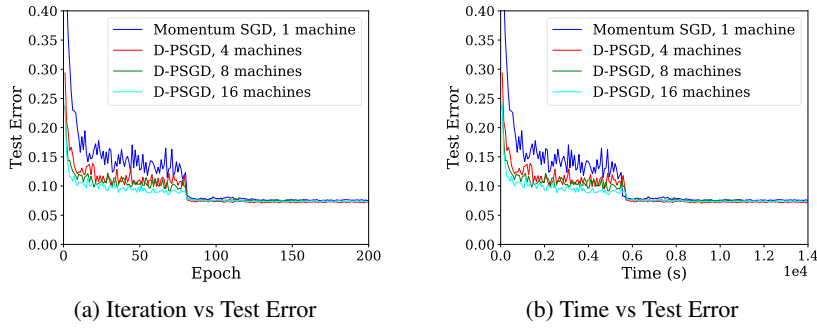 0.40
0.35
0.30
0.25
0.20
0.15
0.10
0.05
0.00
Test Error
Momentum SGD, 1 machine
D-PSGD, 4 machines
D-PSGD, 8 machines
D-PSGD, 16 machines
0 50 100 150 200
Epoch
(a) Iteration vs Test Error
0.40
0.35
0.30
0.25
0.20
0.15
0.10
0.05
0.00
Test Error
Momentum SGD, 1 machine
D-PSGD, 4 machines
D-PSGD, 8 machines
D-PSGD, 16 machines
0.0 0.2 0.4 0.6 0.8 1.0 1.2 1.4
1e4
Time (s)
(b) Time vs Test Error